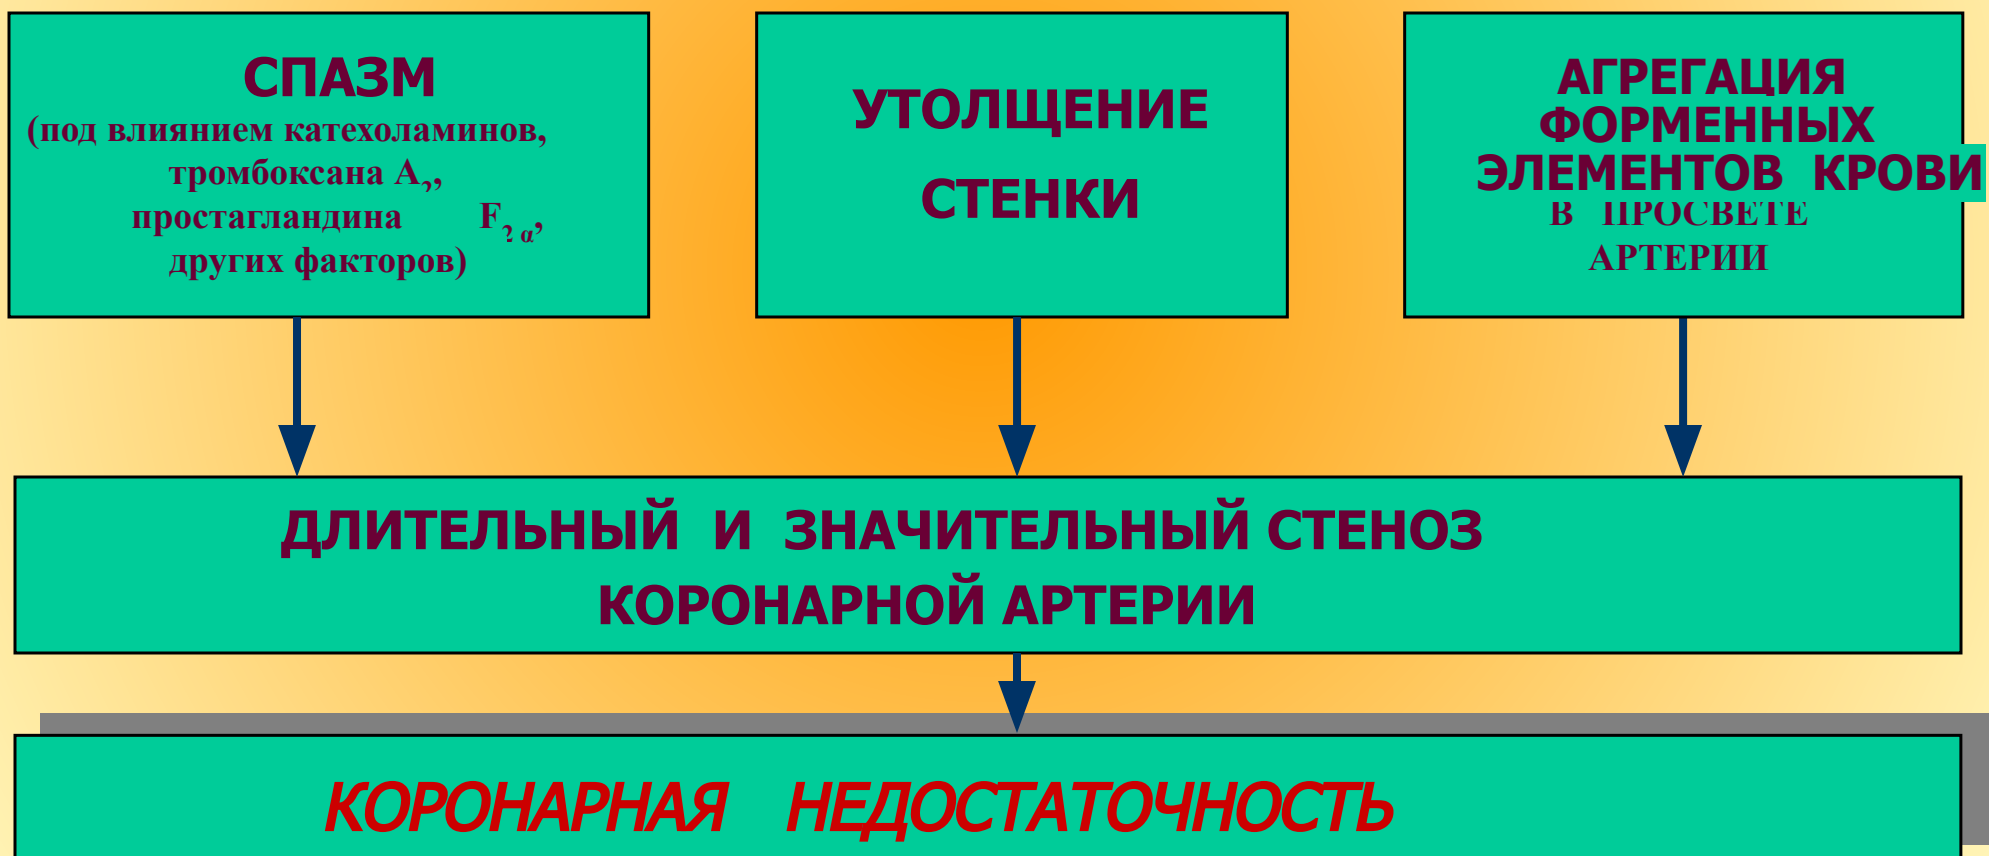 СПАЗМ
(под влиянием катехоламинов,
тромбоксана А₂,
простагландина F₂ α,
других факторов)
УТОЛЩЕНИЕ
СТЕНКИ
АГРЕГАЦИЯ
ФОРМЕННЫХ
ЭЛЕМЕНТОВ КРОВИ
В ПРОСВЕТЕ
АРТЕРИИ
ДЛИТЕЛЬНЫЙ И ЗНАЧИТЕЛЬНЫЙ СТЕНОЗ
КОРОНАРНОЙ АРТЕРИИ
КОРОНАРНАЯ НЕДОСТАТОЧНОСТЬ